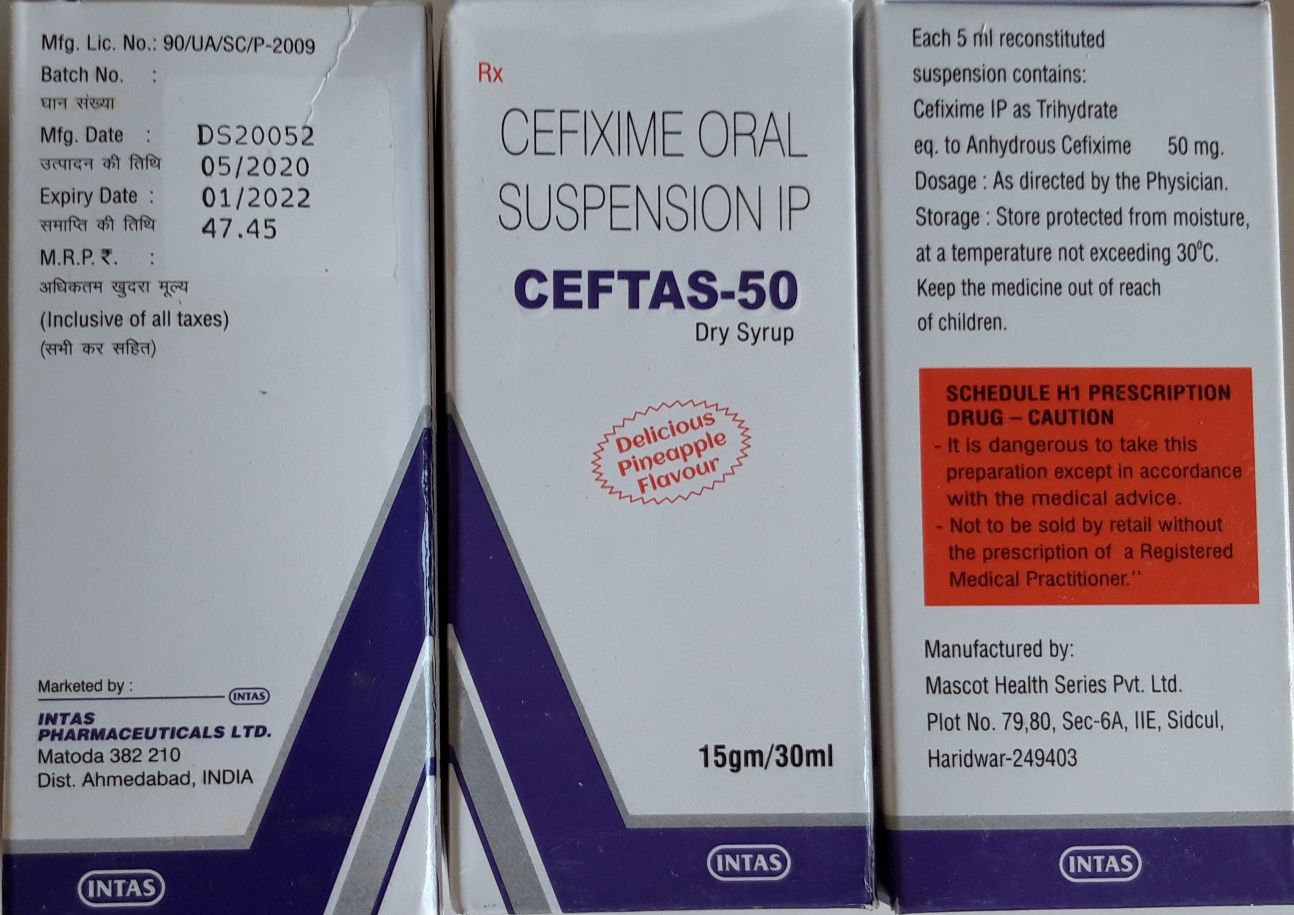 Mfg. Lic. No.: 90/UA/SC/P-2009
Batch No. :
घान संख्या
Mfg. Date : DS20052
उत्पादन की तिथि 05/2020
Expiry Date : 01/2022
समाप्ति की तिथि 47.45
M.R.P. ₹. :
अधिकतम खुदरा मूल्य
(Inclusive of all taxes)
(सभी कर सहित)
Marketed by :
INTAS
INTAS
PHARMACEUTICALS LTD.
Matoda 382 210
Dist. Ahmedabad, INDIA
INTAS
Rx
CEFIXIME ORAL
SUSPENSION IP
CEFTAS-50
Dry Syrup
Delicious
Pineapple
Flavour
15gm/30ml
INTAS
Each 5 ml reconstituted
suspension contains:
Cefixime IP as Trihydrate
eq. to Anhydrous Cefixime 50 mg.
Dosage : As directed by the Physician.
Storage : Store protected from moisture,
at a temperature not exceeding 30⁰C.
Keep the medicine out of reach
of children.
SCHEDULE H1 PRESCRIPTION
DRUG – CAUTION
- It is dangerous to take this
preparation except in accordance
with the medical advice.
- Not to be sold by retail without
the prescription of a Registered
Medical Practitioner.''
Manufactured by:
Mascot Health Series Pvt. Ltd.
Plot No. 79,80, Sec-6A, IIE, Sidcul,
Haridwar-249403
INTAS